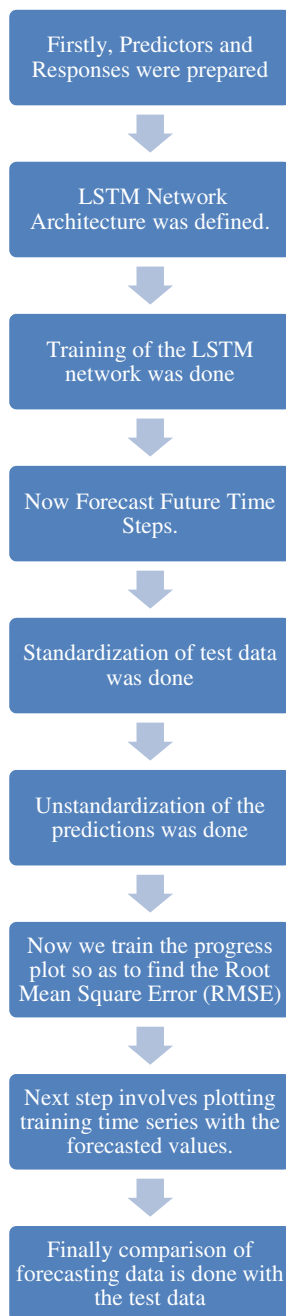 Firstly, Predictors and
Responses were prepared
LSTM Network
Architecture was defined.
Training of the LSTM
network was done
Now Forecast Future Time
Steps.
Standardization of test data
was done
Unstandardization of the
predictions was done
Now we train the progress
plot so as to find the Root
Mean Square Error (RMSE)
Next step involves plotting
training time series with the
forecasted values.
Finally comparison of
forecasting data is done with
the test data